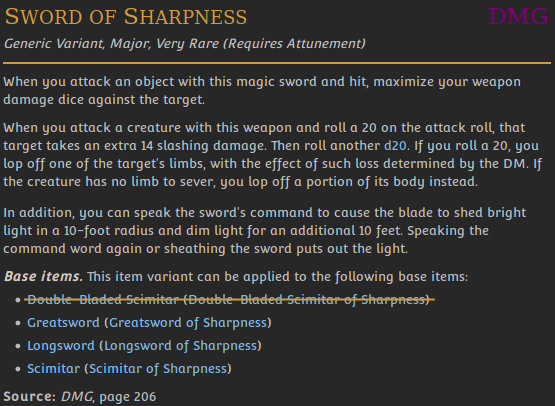 Sword of Sharpness DMG
Generic Variant, Major, Very Rare (Requires Attunement)
When you attack an object with this magic sword and hit, maximize your weapon
damage dice against the target.
When you attack a creature with this weapon and roll a 20 on the attack roll, that
target takes an extra 14 slashing damage. Then roll another d20. If you roll a 20, you
lop off one of the target's limbs, with the effect of such loss determined by the DM. If
the creature has no limb to sever, you lop off a portion of its body instead.
In addition, you can speak the sword's command to cause the blade to shed bright
light in a 10-foot radius and dim light for an additional 10 feet. Speaking the
command word again or sheathing the sword puts out the light.
Base items. This item variant can be applied to the following base items:
• Double-Bladed Scimitar (Double-Bladed Scimitar of Sharpness)
• Greatsword (Greatsword of Sharpness)
• Longsword (Longsword of Sharpness)
• Scimitar (Scimitar of Sharpness)
Source: DMG, page 206